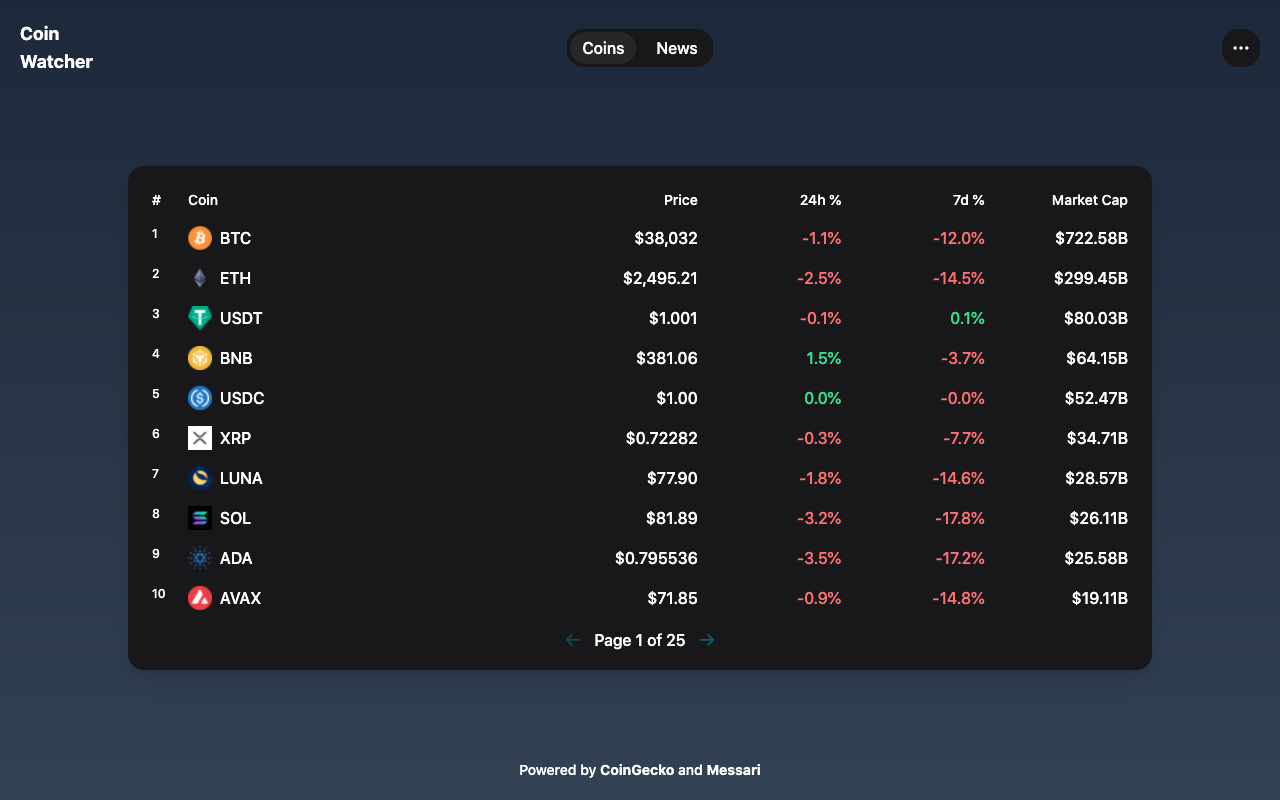 Coin
Watcher
Coins News
# Coin Price 24h % 7d % Market Cap
1 BTC $38,032 -1.1% -12.0% $722.58B
2 ETH $2,495.21 -2.5% -14.5% $299.45B
3 USDT $1.001 -0.1% 0.1% $80.03B
4 BNB $381.06 1.5% -3.7% $64.15B
5 USDC $1.00 0.0% -0.0% $52.47B
6 XRP $0.72282 -0.3% -7.7% $34.71B
7 LUNA $77.90 -1.8% -14.6% $28.57B
8 SOL $81.89 -3.2% -17.8% $26.11B
9 ADA $0.795536 -3.5% -17.2% $25.58B
10 AVAX $71.85 -0.9% -14.8% $19.11B
Page 1 of 25
Powered by CoinGecko and Messari